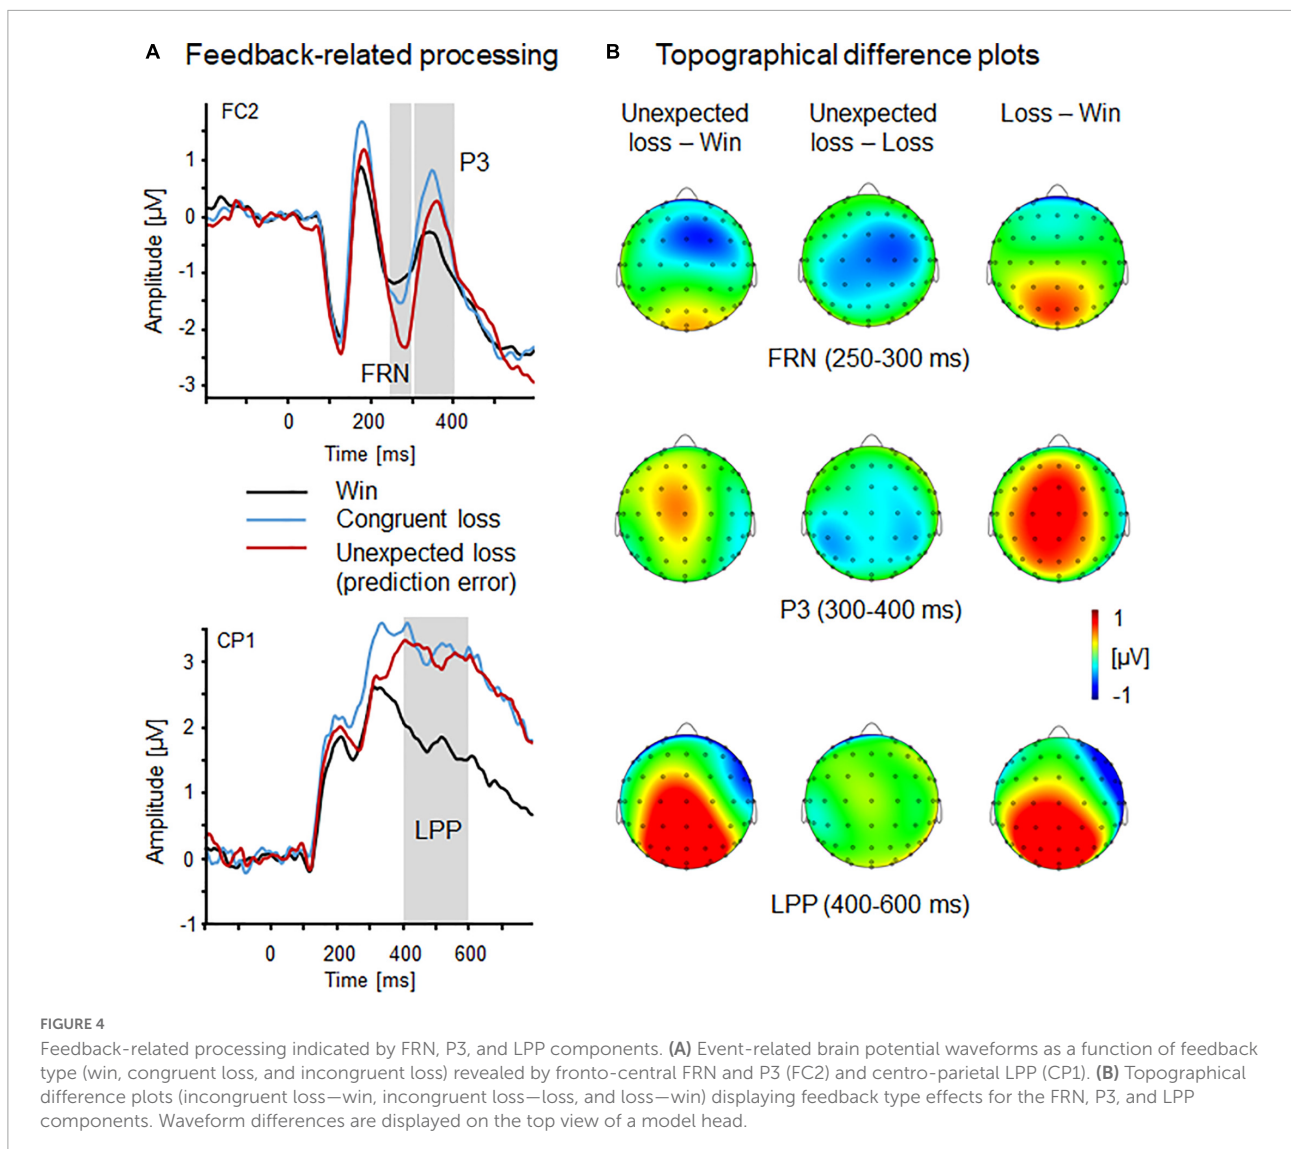 A Feedback-related processing
FC2
P3
FRN
Amplitude [µV]
1
0
-1
-2
-3
0 200 400
Time [ms]
Win
Congruent loss
Unexpected loss
(prediction error)
CP1
LPP
Amplitude [µV]
3
2
1
0
-1
0 200 400 600
Time [ms]
B Topographical difference plots
Unexpected
loss – Win
Unexpected
loss – Loss
Loss – Win
FRN (250-300 ms)
P3 (300-400 ms)
1
[µV]
-1
LPP (400-600 ms)
FIGURE 4
Feedback-related processing indicated by FRN, P3, and LPP components. (A) Event-related brain potential waveforms as a function of feedback
type (win, congruent loss, and incongruent loss) revealed by fronto-central FRN and P3 (FC2) and centro-parietal LPP (CP1). (B) Topographical
difference plots (incongruent loss—win, incongruent loss—loss, and loss—win) displaying feedback type effects for the FRN, P3, and LPP
components. Waveform differences are displayed on the top view of a model head.